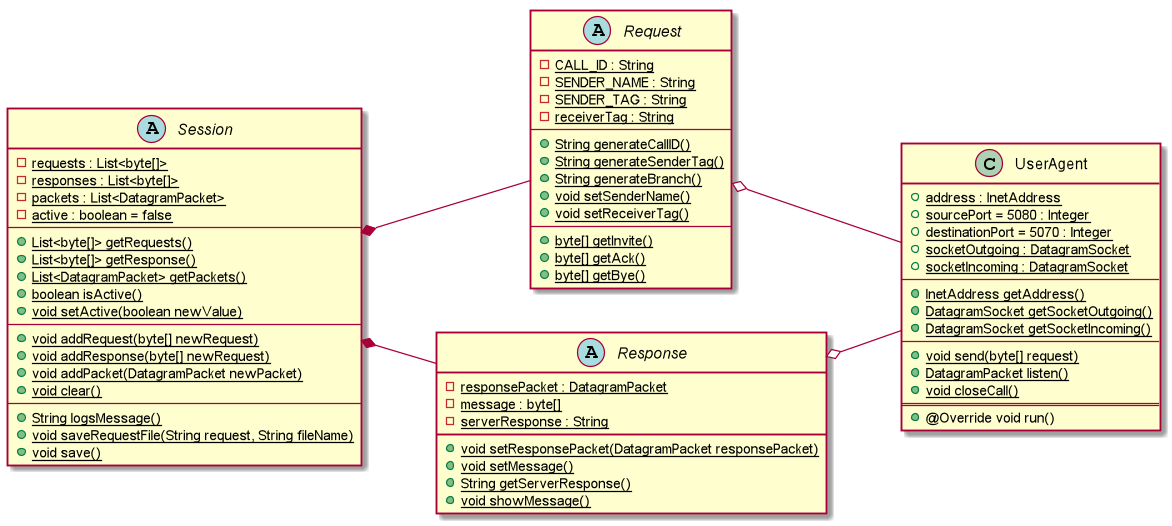 A Request
CALL_ID : String
SENDER_NAME : String
SENDER_TAG : String
receiverTag : String
String generateCallID()
String generateSenderTag()
String generateBranch()
void setSenderName()
void setReceiverTag()
byte[] getInvite()
byte[] getAck()
byte[] getBye()
A Session
requests : List<byte[]>
responses : List<byte[]>
packets : List<DatagramPacket>
active : boolean = false
List<byte[]> getRequests()
List<byte[]> getResponse()
List<DatagramPacket> getPackets()
boolean isActive()
void setActive(boolean newValue)
void addRequest(byte[] newRequest)
void addResponse(byte[] newRequest)
void addPacket(DatagramPacket newPacket)
void clear()
String logsMessage()
void saveRequestFile(String request, String fileName)
void save()
C UserAgent
address : InetAddress
sourcePort = 5080 : Integer
destinationPort = 5070 : Integer
socketOutgoing : DatagramSocket
socketIncoming : DatagramSocket
InetAddress getAddress()
DatagramSocket getSocketOutgoing()
DatagramSocket getSocketIncoming()
void send(byte[] request)
DatagramPacket listen()
void closeCall()
@Override void run()
A Response
responsePacket : DatagramPacket
message : byte[]
serverResponse : String
void setResponsePacket(DatagramPacket responsePacket)
void setMessage()
String getServerResponse()
void showMessage()